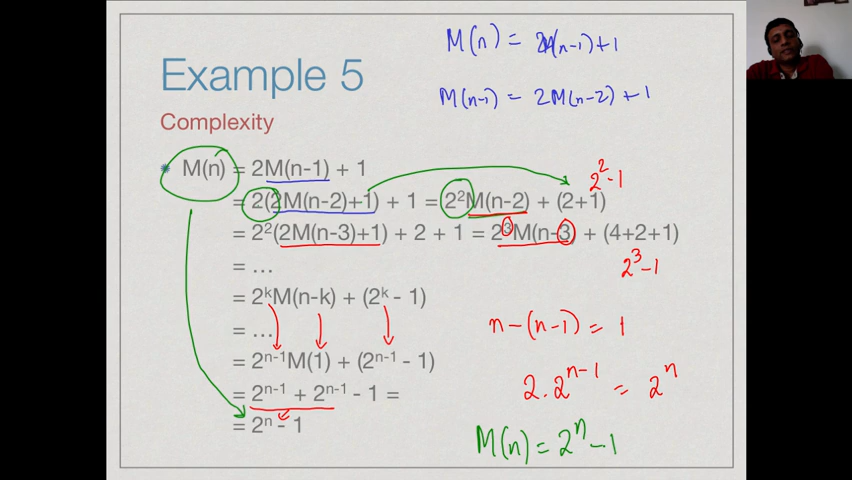 M(n) = 2M(n-1)+1
Example 5
M(n-1) = 2M(n-2)+1
Complexity
* M(n) = 2M(n-1) + 1
2² - 1
= 2(2M(n-2)+1) + 1 = 2²M(n-2) + (2+1)
= 2²(2M(n-3)+1) + 2 + 1 = 2³M(n-3) + (4+2+1)
2³-1
= ...
= 2ᵏM(n-k) + (2ᵏ - 1)
n-(n-1) = 1
= ...
= 2ⁿ⁻¹M(1) + (2ⁿ⁻¹ - 1)
2.2ⁿ⁻¹ = 2ⁿ
= 2ⁿ⁻¹ + 2ⁿ⁻¹ - 1 =
= 2ⁿ - 1
M(n) = 2ⁿ-1